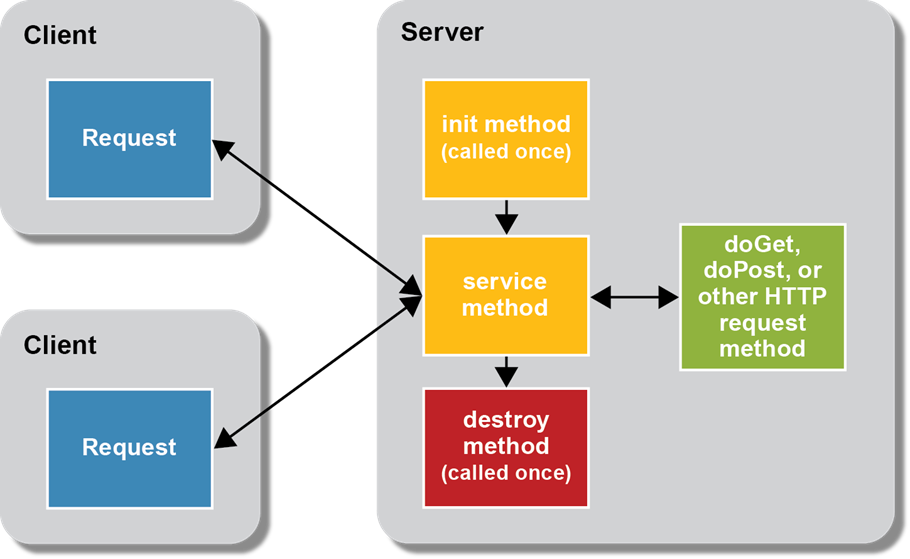 Client
Request
Client
Request
Server
init method
(called once)
service
method
destroy
method
(called once)
doGet,
doPost, or
other HTTP
request
method